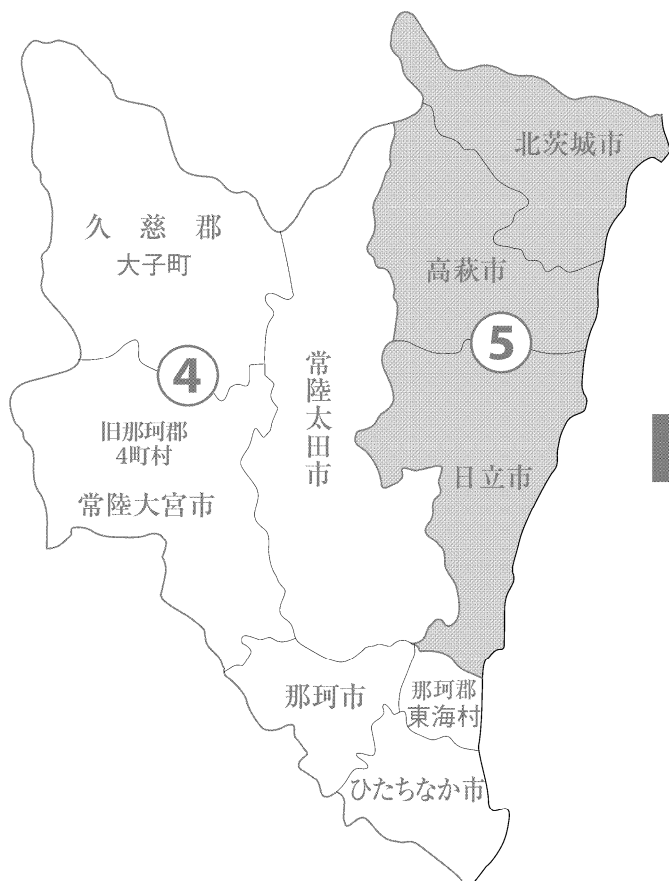 北茨城市
久慈郡
大子町
高萩市
5
4
常陸太田市
旧那珂郡
4町村
常陸大宮市
日立市
那珂市
那珂郡
東海村
ひたちなか市